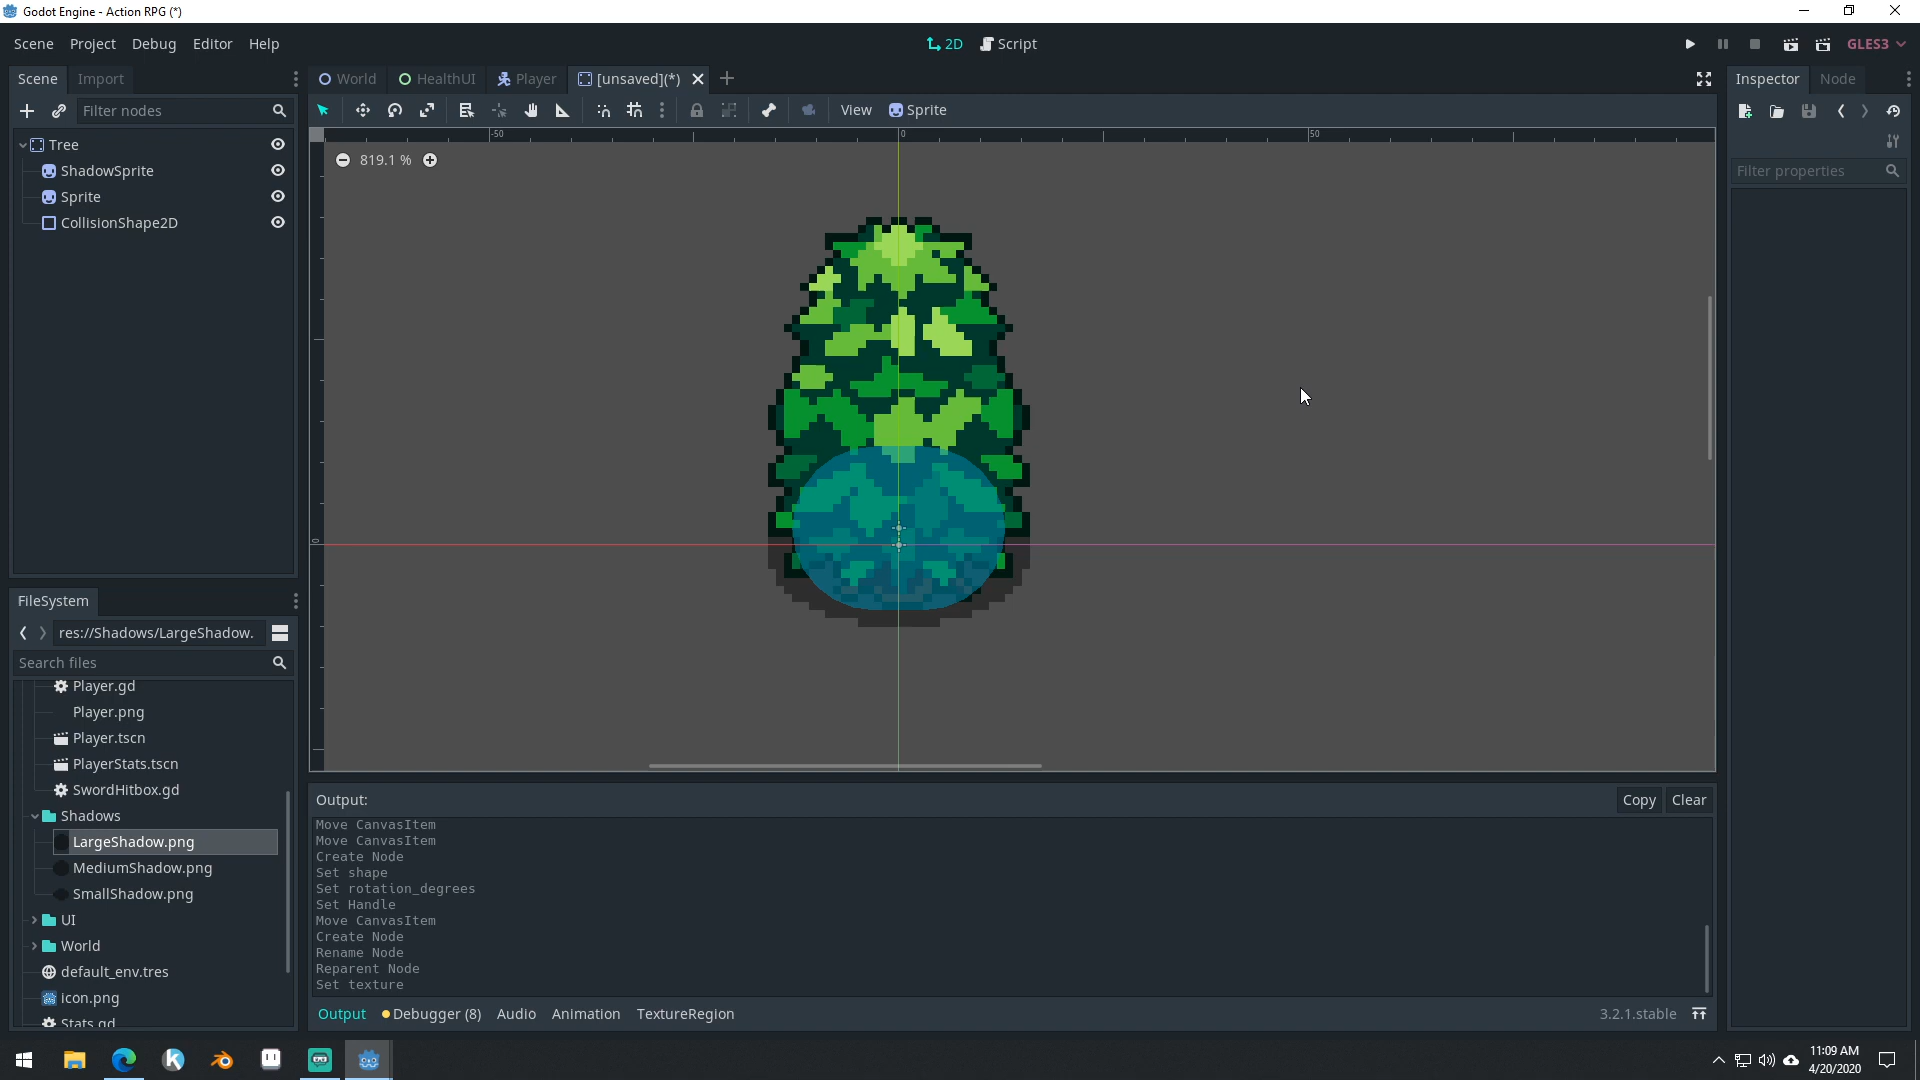 Godot Engine - Action RPG (*)
Scene Project Debug Editor Help
2D Script
GLES3
Scene Import
World HealthUI Player [unsaved](*)
Inspector Node
Filter nodes
View Sprite
Filter properties
Tree
ShadowSprite
Sprite
CollisionShape2D
-50 0 50
819.1 %
0
FileSystem
res://Shadows/LargeShadow.
Search files
Player.gd
Player.png
Player.tscn
PlayerStats.tscn
SwordHitbox.gd
Shadows
LargeShadow.png
MediumShadow.png
SmallShadow.png
UI
World
default_env.tres
icon.png
Stats.gd
Output:
Copy Clear
Move CanvasItem
Move CanvasItem
Create Node
Set shape
Set rotation_degrees
Set Handle
Move CanvasItem
Create Node
Rename Node
Reparent Node
Set texture
Output Debugger (8) Audio Animation TextureRegion
3.2.1.stable
11:09 AM
4/20/2020